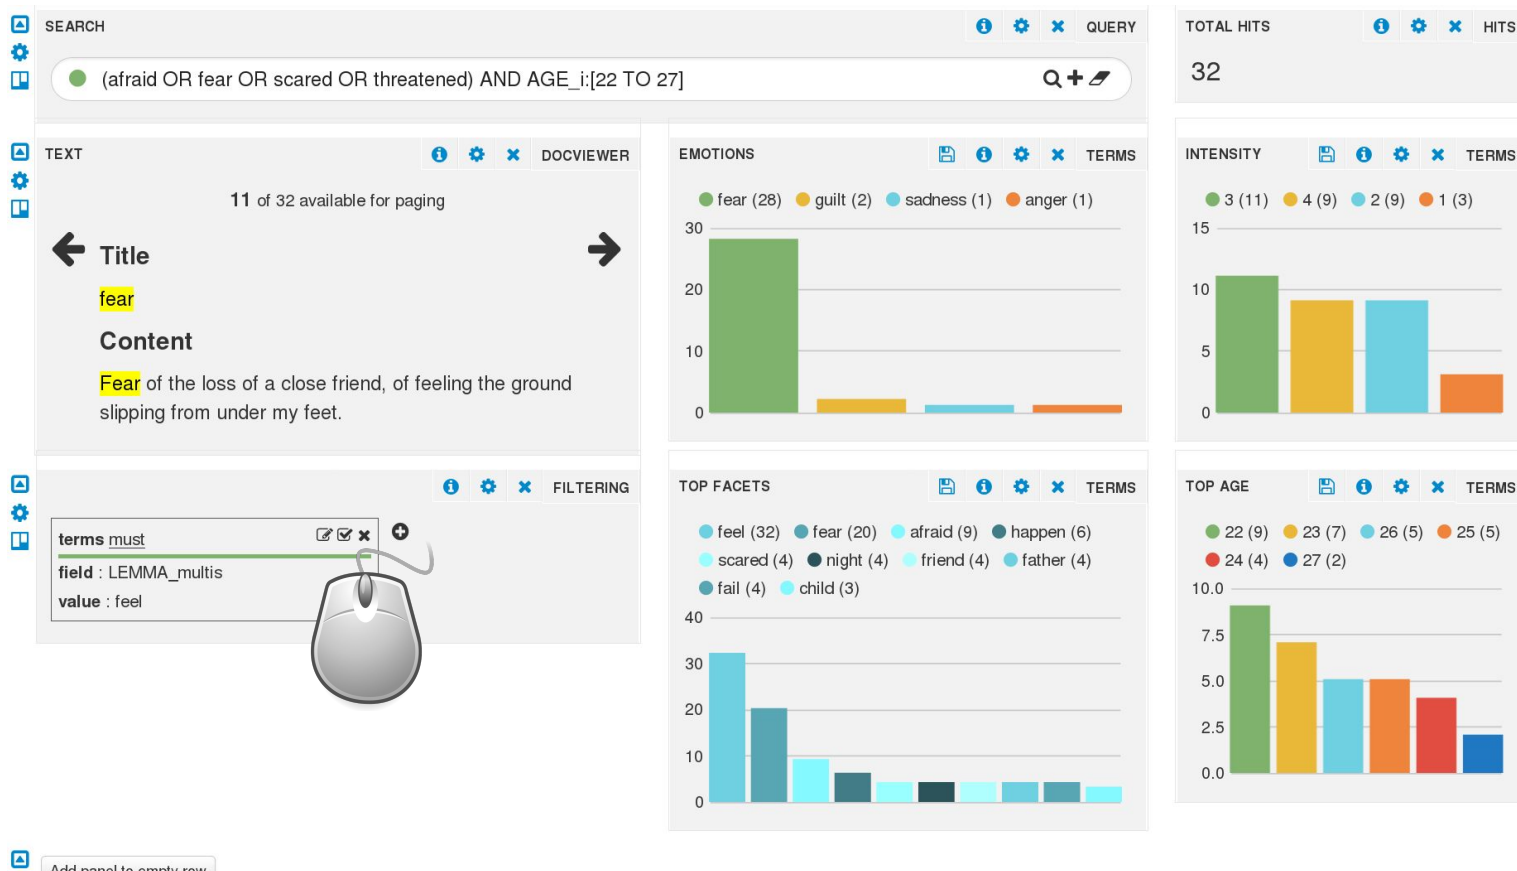 SEARCH
QUERY
TOTAL HITS
HITS
(afraid OR fear OR scared OR threatened) AND AGE_i:[22 TO 27]
32
TEXT
DOCVIEWER
11 of 32 available for paging
Title
fear
Content
Fear of the loss of a close friend, of feeling the ground
slipping from under my feet.
EMOTIONS
TERMS
fear (28) guilt (2) sadness (1) anger (1)
30
20
10
0
INTENSITY
TERMS
3 (11) 4 (9) 2 (9) 1 (3)
15
10
5
0
FILTERING
terms must
field : LEMMA_multis
value : feel
TOP FACETS
TERMS
feel (32) fear (20) afraid (9) happen (6)
scared (4) night (4) friend (4) father (4)
fail (4) child (3)
40
30
20
10
0
TOP AGE
TERMS
22 (9) 23 (7) 26 (5) 25 (5)
24 (4) 27 (2)
10.0
7.5
5.0
2.5
0.0
Add panel to empty row